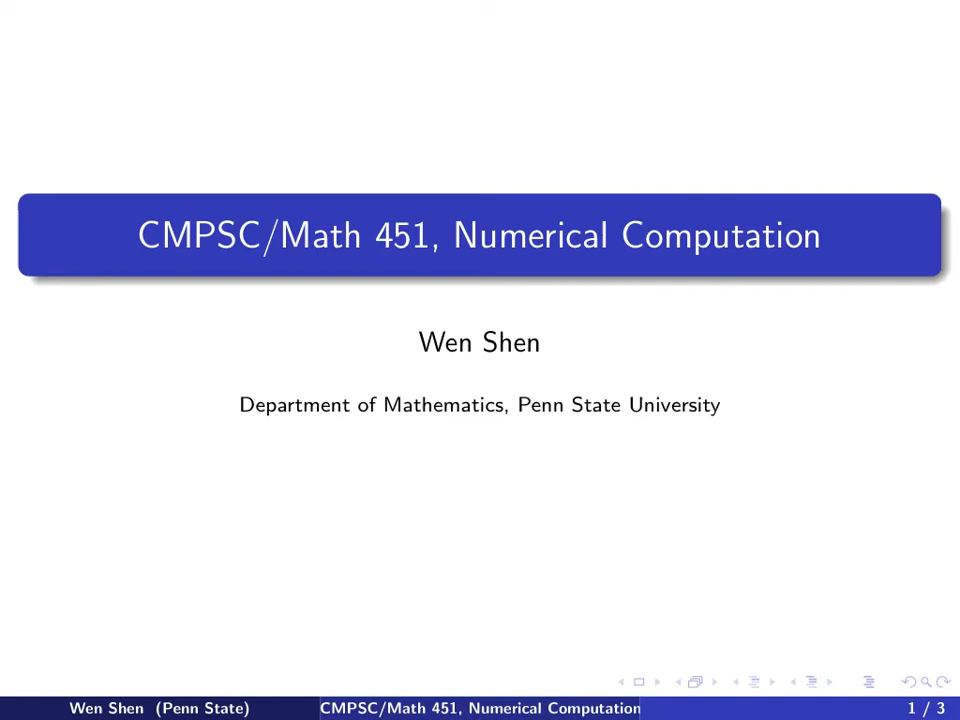 CMPSC/Math 451, Numerical Computation
Wen Shen
Department of Mathematics, Penn State University
Wen Shen (Penn State)
CMPSC/Math 451, Numerical Computation
1 / 3